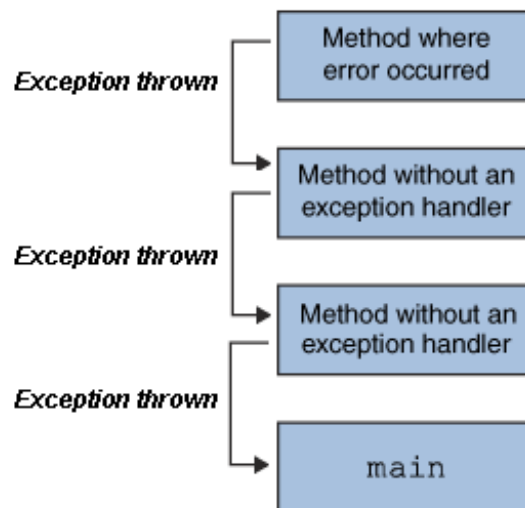 Method where
error occurred
Exception thrown
Method without an
exception handler
Exception thrown
Method without an
exception handler
Exception thrown
main